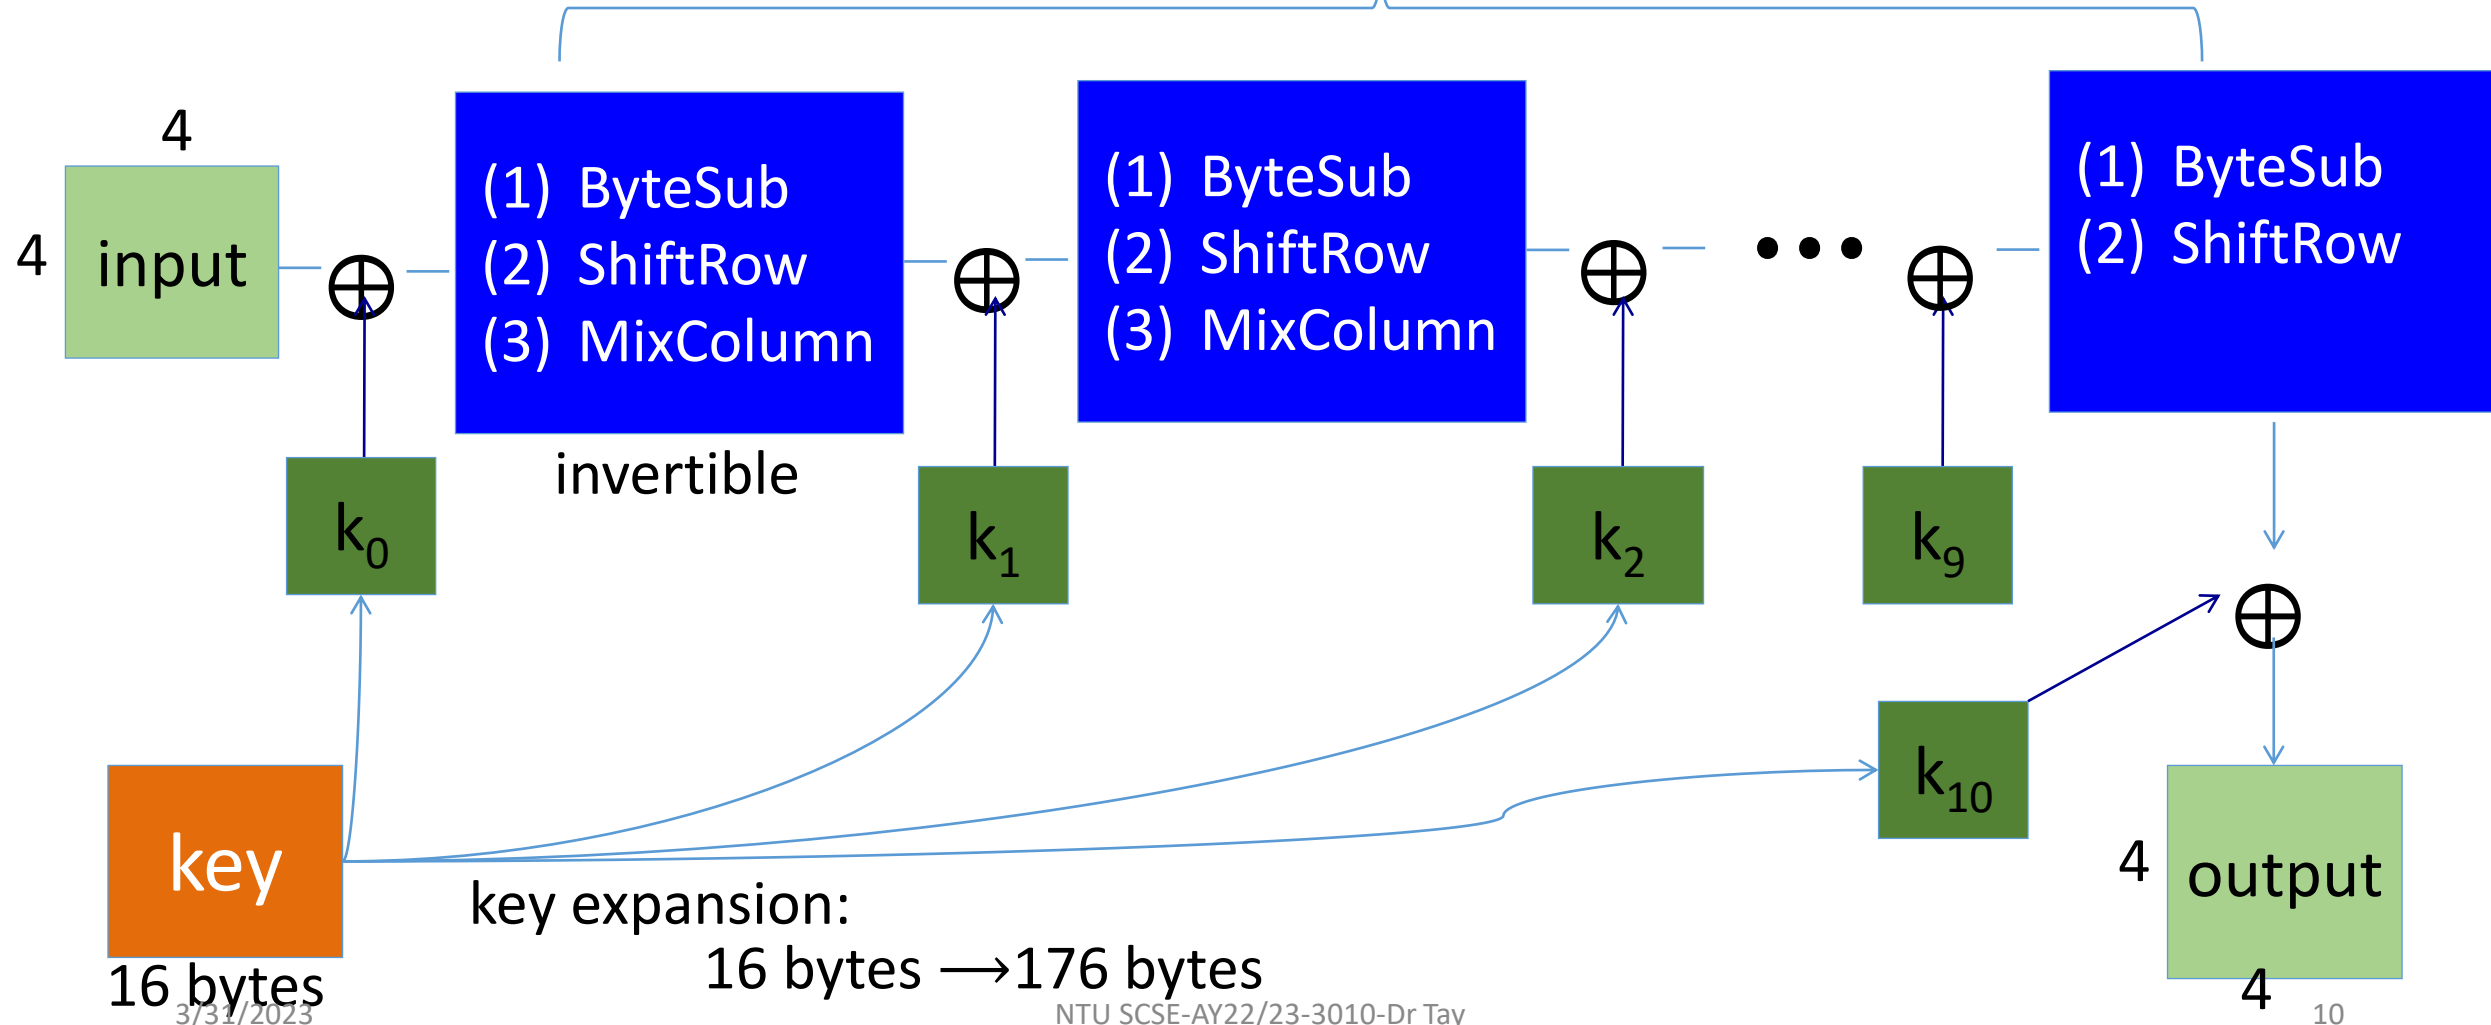 4
4
input
(1) ByteSub
(2) ShiftRow
(3) MixColumn
invertible
(1) ByteSub
(2) ShiftRow
(3) MixColumn
(1) ByteSub
(2) ShiftRow
k₀
k₁
k₂
k₉
k₁₀
key
16 bytes
key expansion:
16 bytes ⟶176 bytes
4
output
4
3/31/2023
NTU SCSE-AY22/23-3010-Dr Tay
10